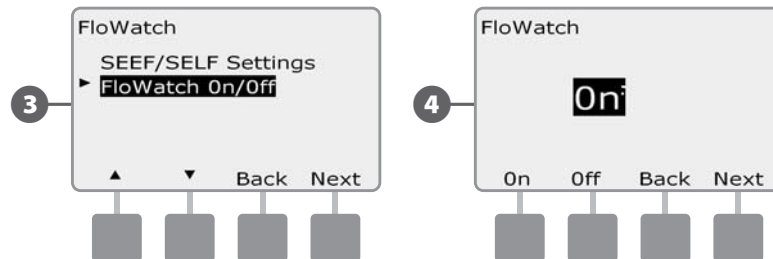 3
FloWatch
SEEF/SELF Settings
► FloWatch On/Off
▲ ▼ Back Next
4
FloWatch
On
On Off Back Next